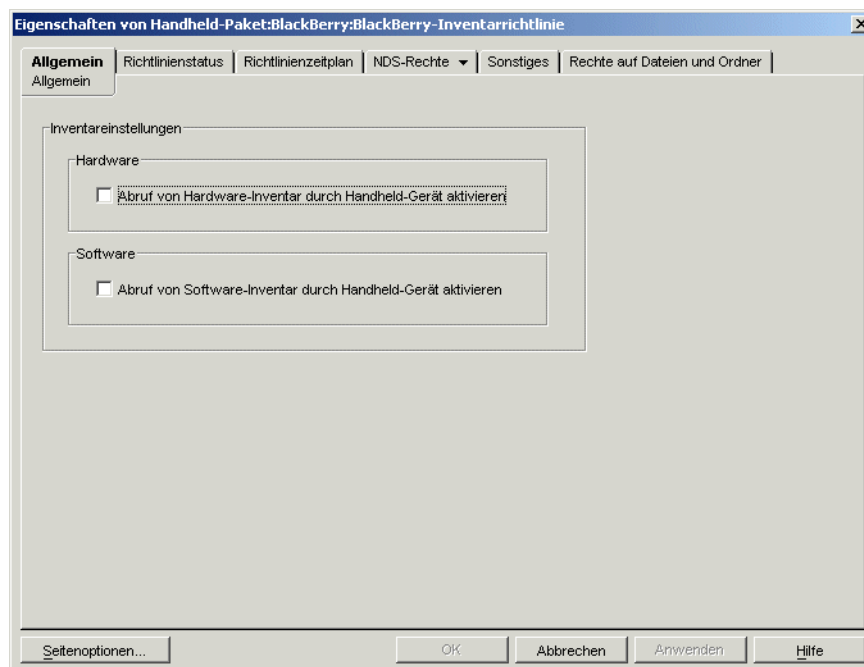 Eigenschaften von Handheld-Paket:BlackBerry:BlackBerry-Inventarrichtlinie
Allgemein
Richtlinienstatus
Richtlinienzeitplan
NDS-Rechte
Sonstiges
Rechte auf Dateien und Ordner
Allgemein
Inventareinstellungen
Hardware
Abruf von Hardware-Inventar durch Handheld-Gerät aktivieren
Software
Abruf von Software-Inventar durch Handheld-Gerät aktivieren
Seitenoptionen...
OK
Abbrechen
Anwenden
Hilfe